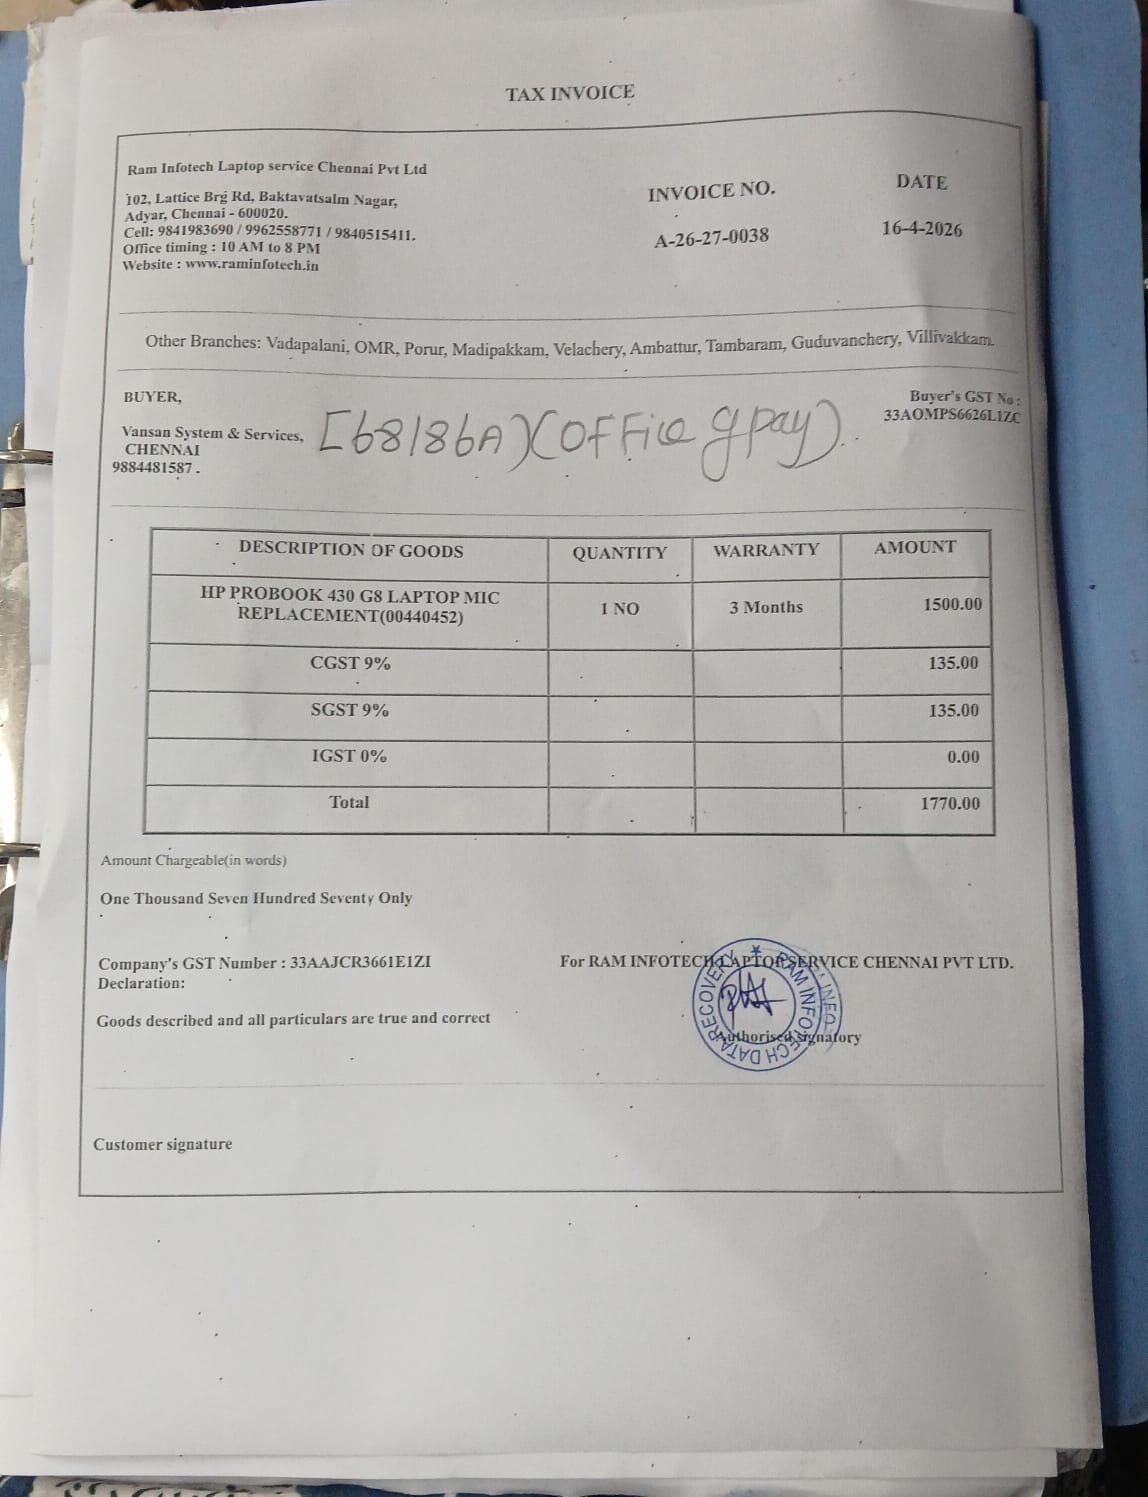 TAX INVOICE
Ram Infotech Laptop service Chennai Pvt Ltd
102, Lattice Brg Rd, Baktavatsalm Nagar,
Adyar, Chennai - 600020.
Cell: 9841983690 / 9962558771 / 9840515411.
Office timing : 10 AM to 8 PM
Website : www.raminfotech.in
INVOICE NO.
A-26-27-0038
DATE
16-4-2026
Other Branches: Vadapalani, OMR, Porur, Madipakkam, Velachery, Ambattur, Tambaram, Guduvanchery, Villivakkam.
BUYER,
Vansan System & Services,
CHENNAI
9884481587 .
[68186A)(OFFice gpay)
Buyer's GST No :
33AOMPS6626L1ZC
DESCRIPTION OF GOODS QUANTITY WARRANTY AMOUNT
HP PROBOOK 430 G8 LAPTOP MIC
REPLACEMENT(00440452) 1 NO 3 Months 1500.00
CGST 9% 135.00
SGST 9% 135.00
IGST 0% 0.00
Total 1770.00
Amount Chargeable(in words)
One Thousand Seven Hundred Seventy Only
Company's GST Number : 33AAJCR3661E1ZI
Declaration:
Goods described and all particulars are true and correct
For RAM INFOTECH LAPTOP SERVICE CHENNAI PVT LTD.
RAM INFOTECH DATA RECOVERY
Authorised signatory
Customer signature